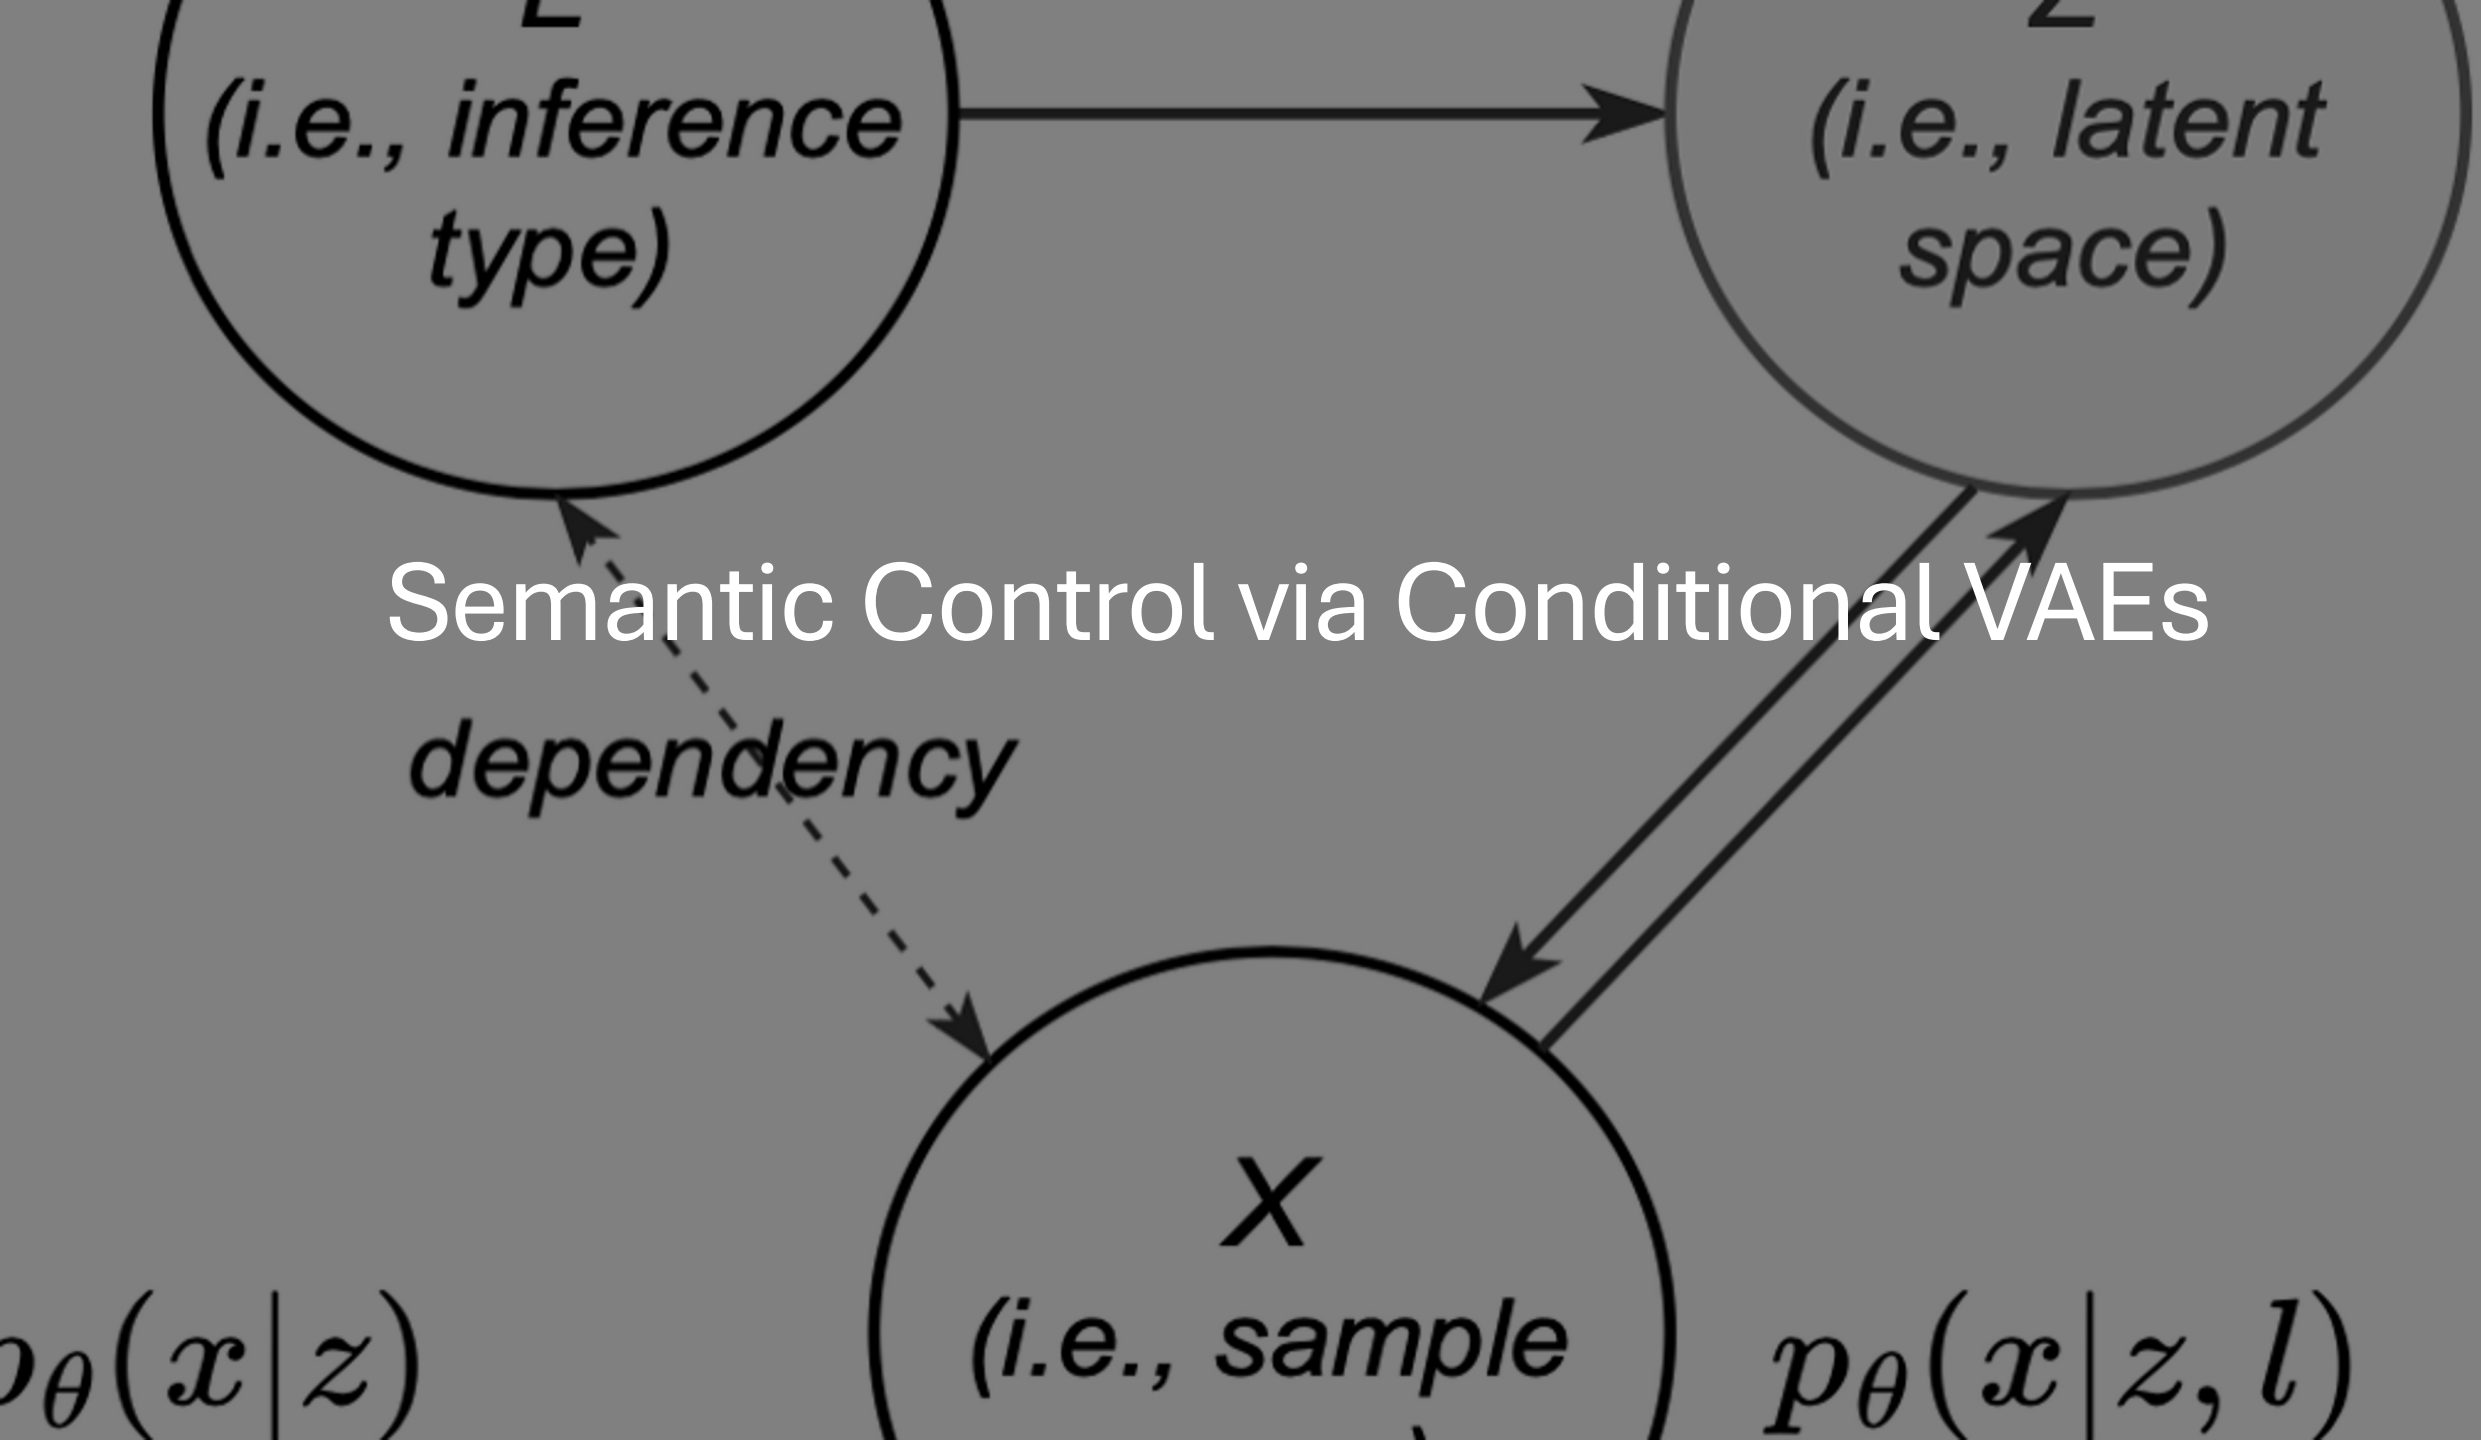 (i.e., inference
type)
(i.e., latent
space)
Semantic Control via Conditional VAEs
dependency
x
(i.e., sample
pθ(x|z)
pθ(x|z, l)